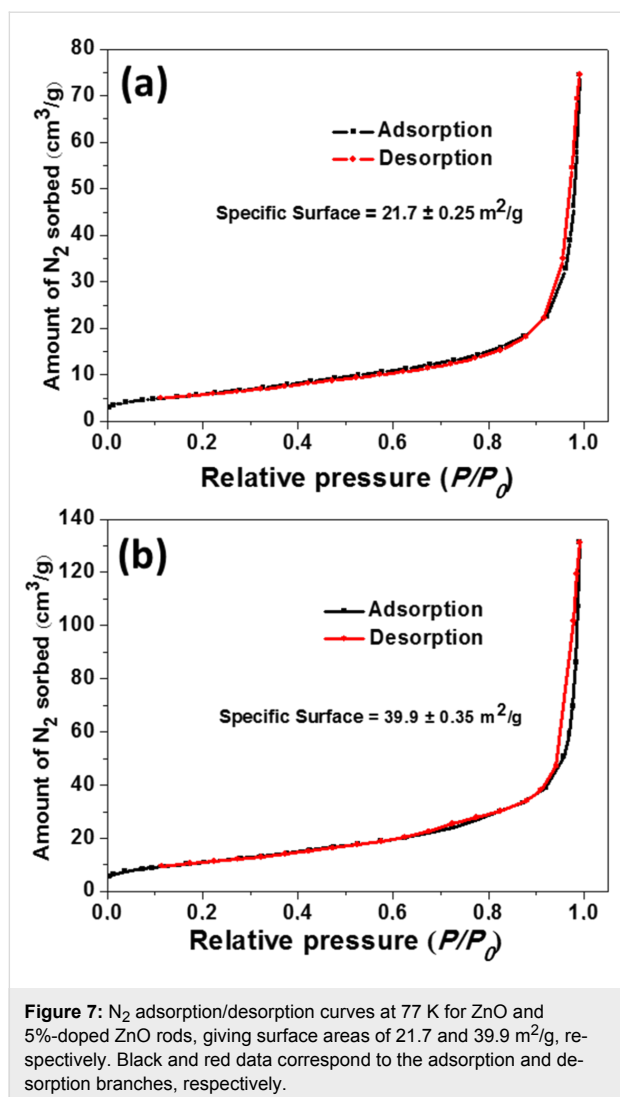 (a)
80
70
60
50
40
30
20
10
0
Amount of N₂ sorbed (cm³/g)
Adsorption
Desorption
Specific Surface = 21.7 ± 0.25 m²/g
0.0 0.2 0.4 0.6 0.8 1.0
Relative pressure (P/P₀)
(b)
140
120
100
80
60
40
20
0
Amount of N₂ sorbed (cm³/g)
Adsorption
Desorption
Specific Surface = 39.9 ± 0.35 m²/g
0.0 0.2 0.4 0.6 0.8 1.0
Relative pressure (P/P₀)
Figure 7: N₂ adsorption/desorption curves at 77 K for ZnO and
5%-doped ZnO rods, giving surface areas of 21.7 and 39.9 m²/g, re-
spectively. Black and red data correspond to the adsorption and de-
sorption branches, respectively.